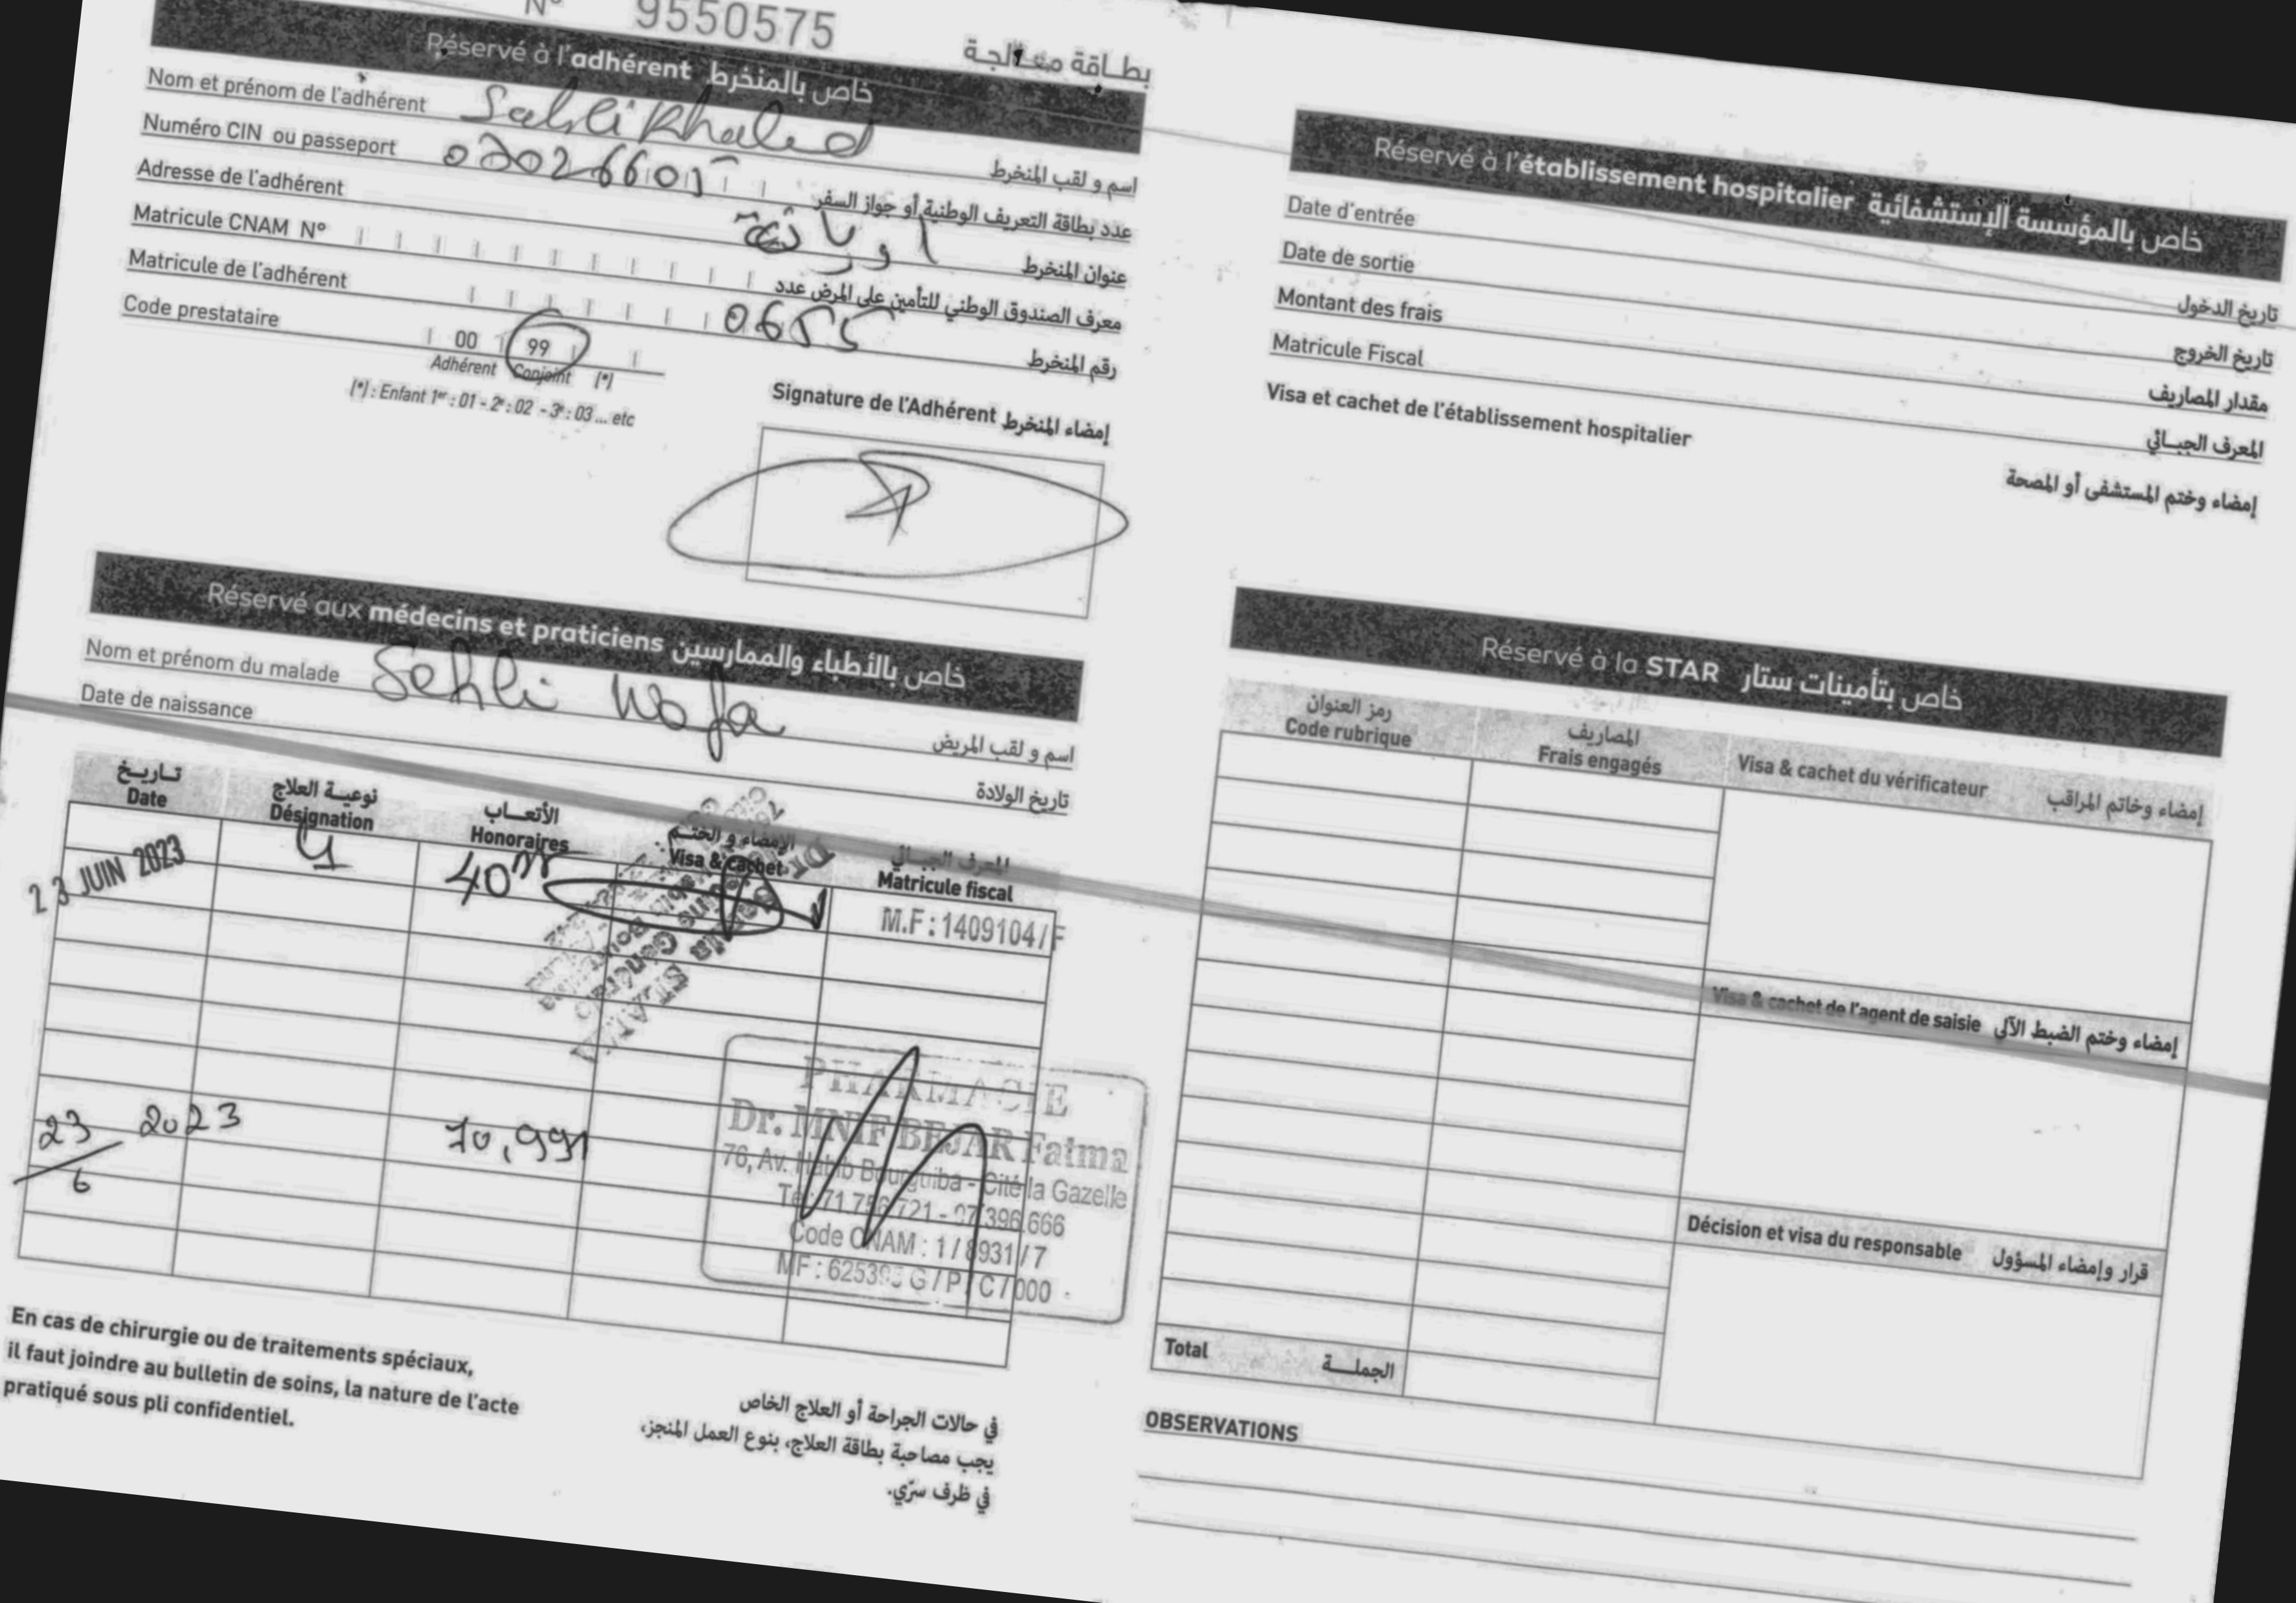 N° 9550575
بطاقة معالجة
Réservé à l'adhérent خاص بالمنخرط
Nom et prénom de l'adhérent Sahli Khaled اسم و لقب المنخرط
Numéro CIN ou passeport 07026601 عدد بطاقة التعريف الوطنية أو جواز السفر
Adresse de l'adhérent عنوان المنخرط
Matricule CNAM N° معرف الصندوق الوطني للتأمين على المرض عدد
Matricule de l'adhérent 0655 رقم المنخرط
Code prestataire 00 99
Adhérent Conjoint (*)
(*) : Enfant 1er : 01 - 2e : 02 - 3e : 03 ... etc
Signature de l'Adhérent إمضاء المنخرط
Réservé aux médecins et praticiens خاص بالأطباء والممارسين
Nom et prénom du malade Sehli Wafa اسم و لقب المريض
Date de naissance تاريخ الولادة
تاريخ نوعية العلاج الأتعاب الإمضاء و الختم المعرف الجبائي
Date Désignation Honoraires Visa & cachet Matricule fiscal
23 JUIN 2023 40 M.F : 1409104 / F
23/6 2023 70,991
PHARMACIE
Dr. MNIF BEJAR Fatma
76, Av. Habib Bourguiba - Cité la Gazelle
Tel : 71 756 721 - 97 396 666
Code CNAM : 1 / 8931 / 7
MF : G / P / C / 000
En cas de chirurgie ou de traitements spéciaux,
il faut joindre au bulletin de soins, la nature de l'acte
pratiqué sous pli confidentiel.
في حالات الجراحة أو العلاج الخاص
يجب مصاحبة بطاقة العلاج، بنوع العمل المنجز،
في ظرف سرّي.
Réservé à l'établissement hospitalier خاص بالمؤسسة الإستشفائية
Date d'entrée تاريخ الدخول
Date de sortie تاريخ الخروج
Montant des frais مقدار المصاريف
Matricule Fiscal المعرف الجبائي
Visa et cachet de l'établissement hospitalier إمضاء وختم المستشفى أو المصحة
Réservé à la STAR خاص بتأمينات ستار
رمز العنوان المصاريف
Code rubrique Frais engagés Visa & cachet du vérificateur إمضاء وخاتم المراقب
Visa & cachet de l'agent de saisie إمضاء وختم الضبط الآلي
Décision et visa du responsable قرار وإمضاء المسؤول
Total الجملة
OBSERVATIONS